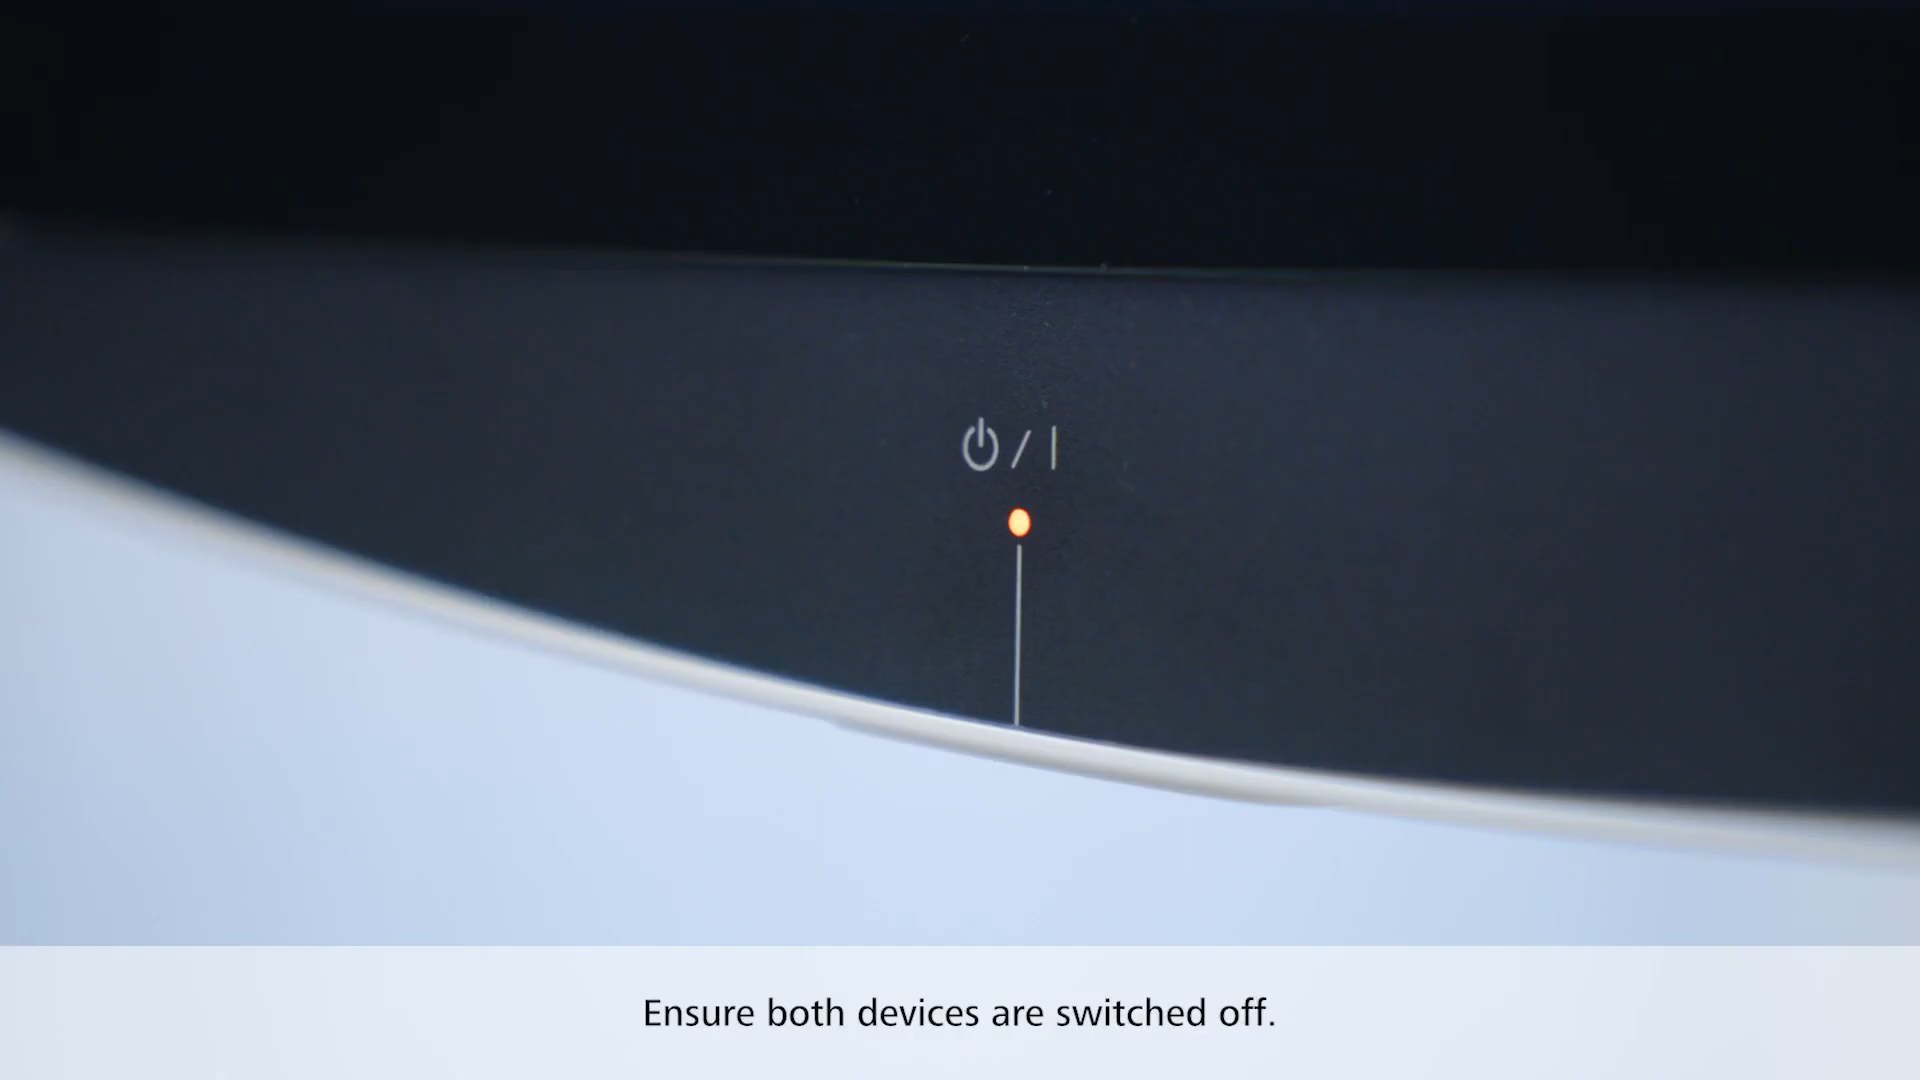 ⏻/|
Ensure both devices are switched off.